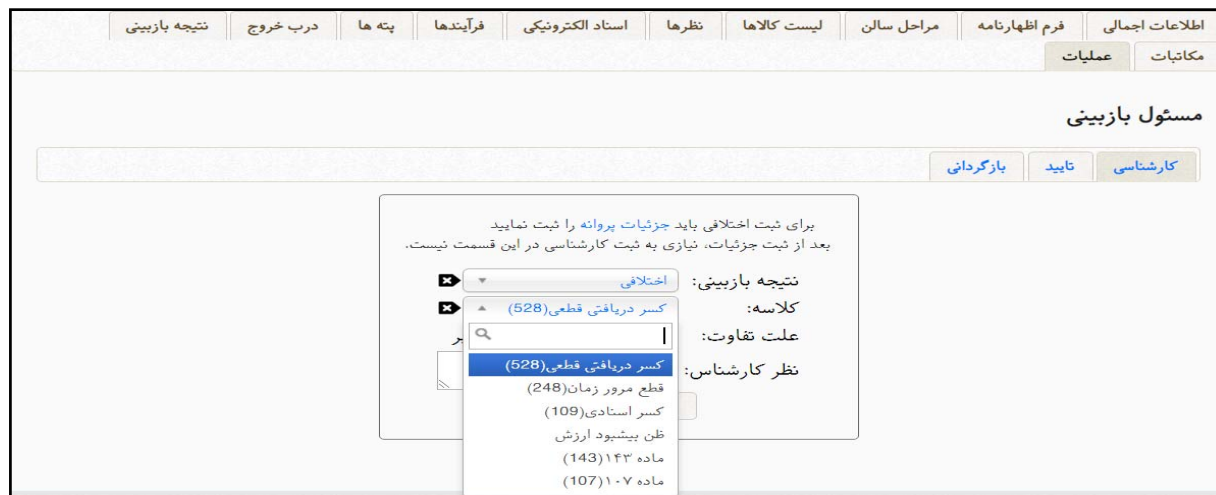 اطلاعات اجمالی فرم اظهارنامه مراحل سالن لیست کالاها نظرها اسناد الکترونیکی فرآیندها پته ها درب خروج نتیجه بازبینی
مکاتبات عملیات
مسئول بازبینی
کارشناسی تایید بازگردانی
برای ثبت اختلافی باید جزئیات پروانه را ثبت نمایید
بعد از ثبت جزئیات، نیازی به ثبت کارشناسی در این قسمت نیست.
نتیجه بازبینی: اختلافی
کلاسه: کسر دریافتی قطعی(528)
علت تفاوت:
نظر کارشناس:
کسر دریافتی قطعی(528)
قطع مرور زمان(248)
کسر اسنادی(109)
ظن بیشبود ارزش
ماده ۱۴۳(143)
ماده ۱۰۷(107)